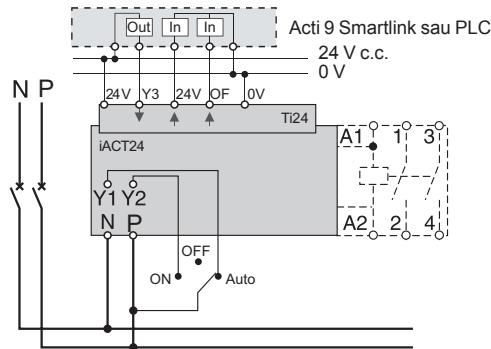 Out In In Acti 9 Smartlink sau PLC
24 V c.c.
0 V
N P
24V Y3 24V OF 0V
Ti24
iACT24
A1 1 3
Y1 Y2
N P
A2 2 4
OFF
ON Auto